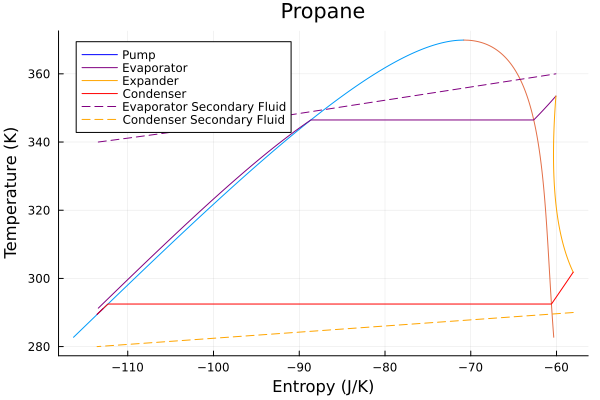 Propane
Pump
Evaporator
Expander
Condenser
Evaporator Secondary Fluid
Condenser Secondary Fluid
Temperature (K)
360
340
320
300
280
−110
−100
−90
−80
−70
−60
Entropy (J/K)